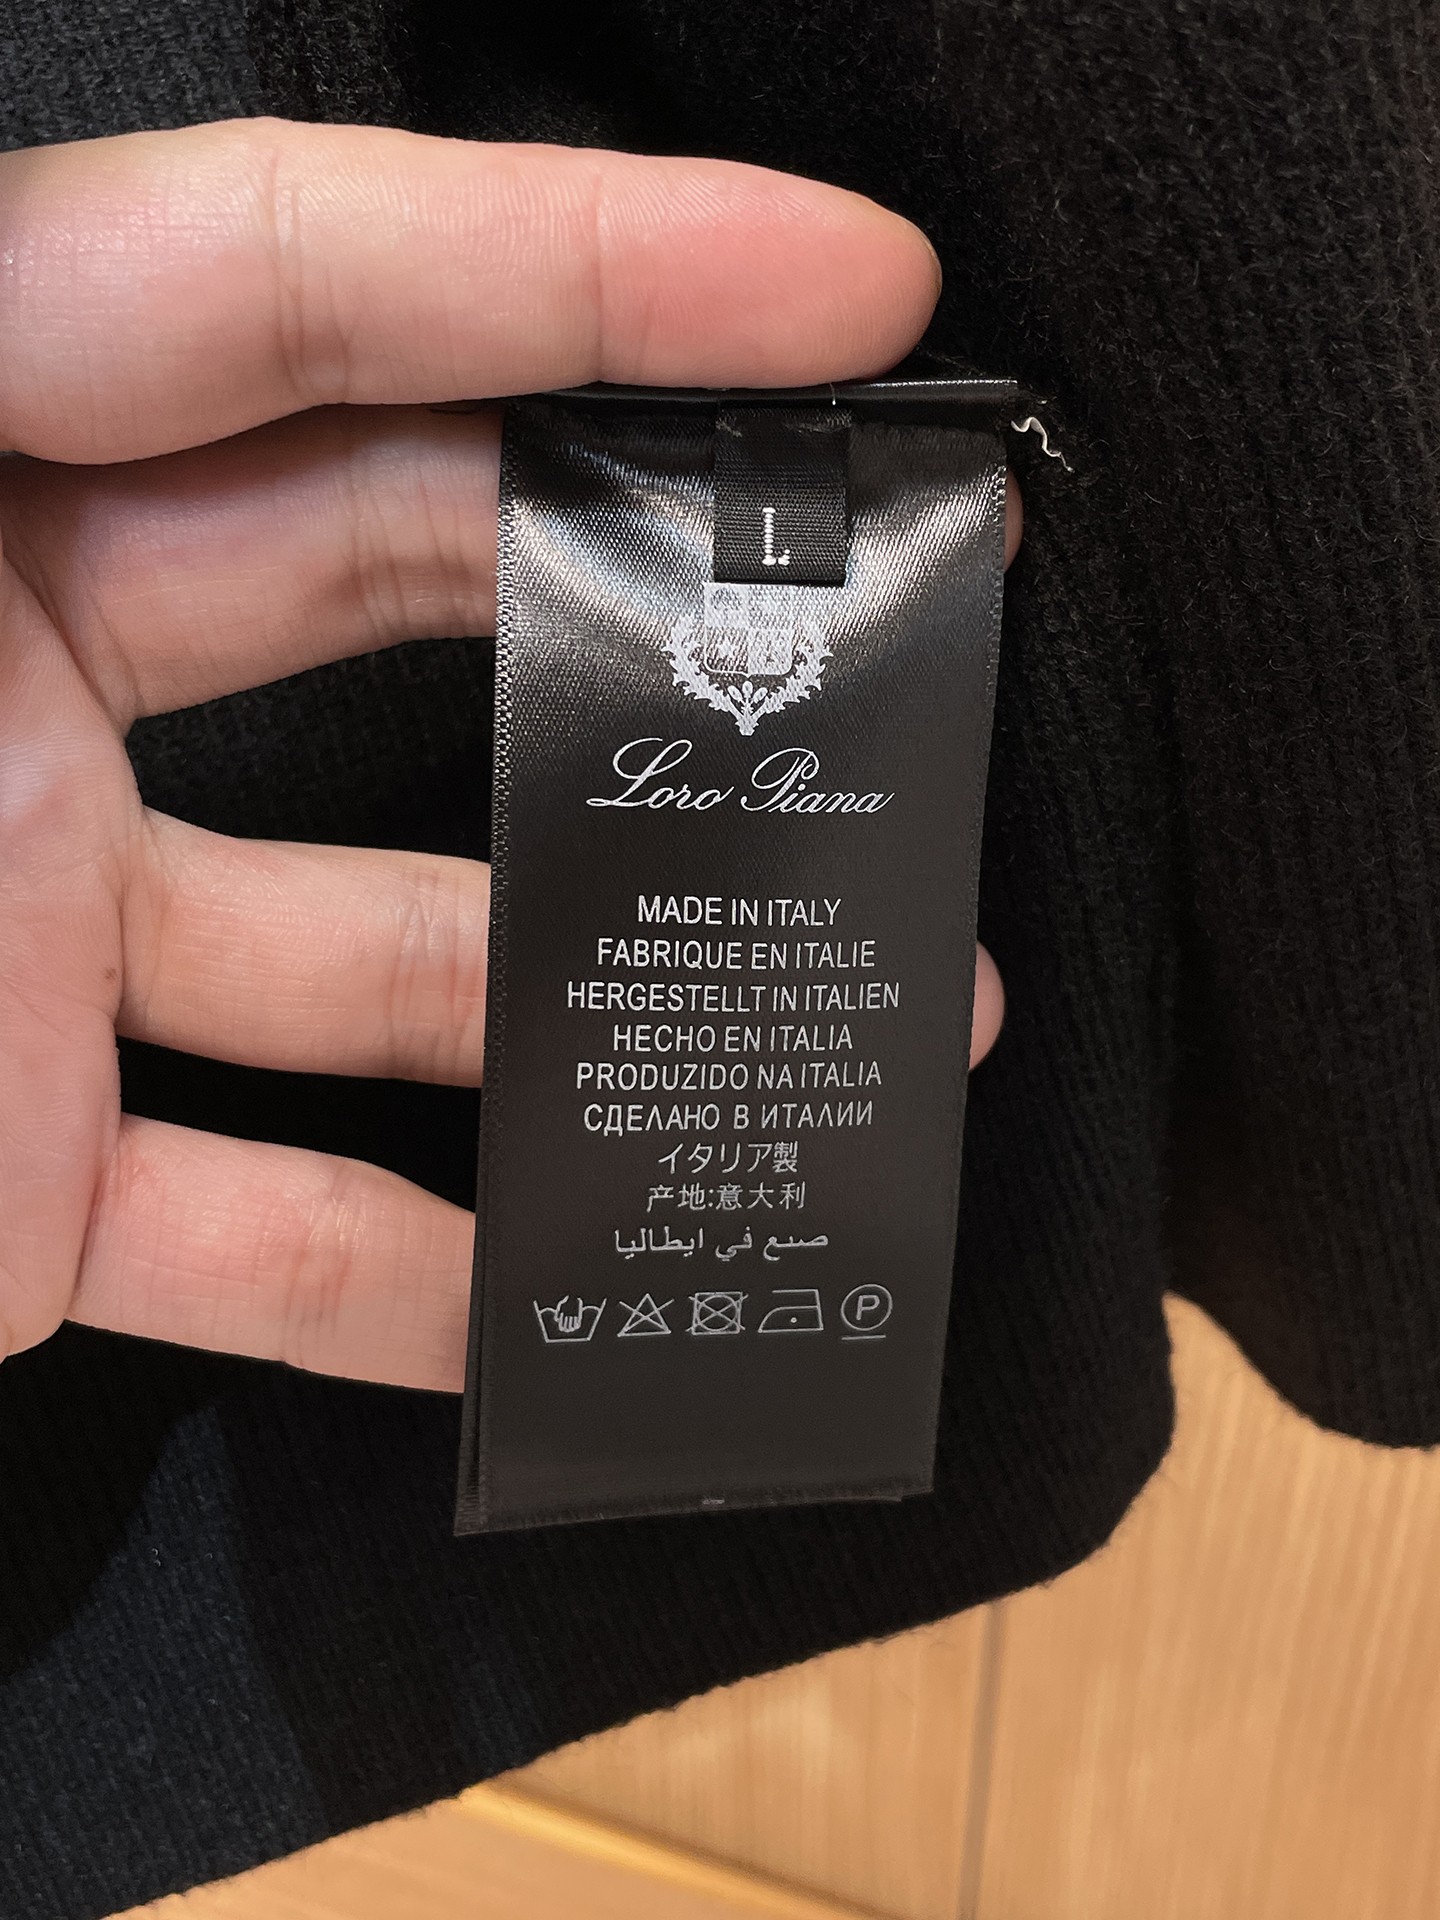 L
Loro Piana
MADE IN ITALY
FABRIQUE EN ITALIE
HERGESTELLT IN ITALIEN
HECHO EN ITALIA
PRODUZIDO NA ITALIA
СДЕЛАНО В ИТАЛИИ
イタリア製
产地:意大利
صنع في ايطاليا
P